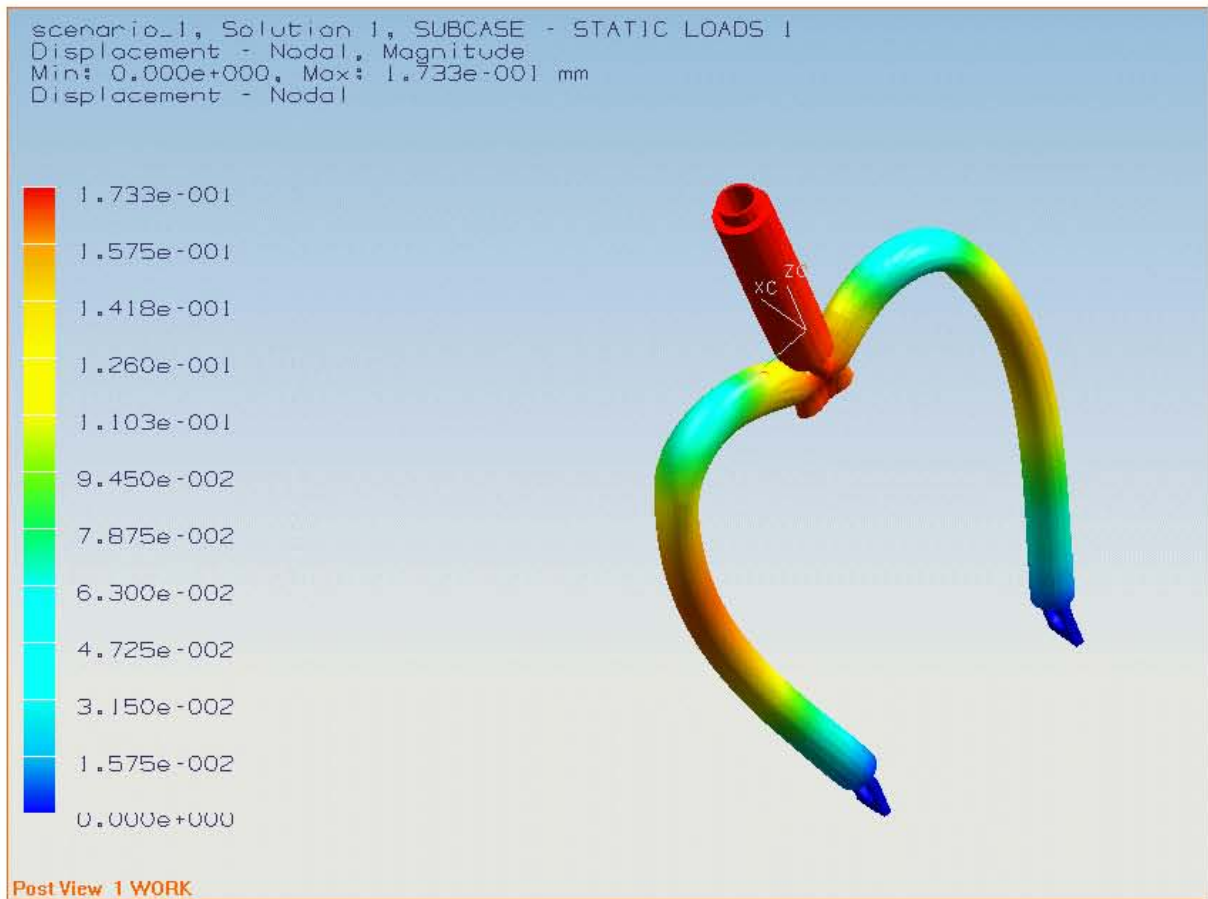 scenario_1, Solution 1, SUBCASE - STATIC LOADS 1
Displacement - Nodal, Magnitude
Min: 0.000e+000, Max: 1.733e-001 mm
Displacement - Nodal
1.733e-001
1.575e-001
1.418e-001
1.260e-001
1.103e-001
9.450e-002
7.875e-002
6.300e-002
4.725e-002
3.150e-002
1.575e-002
0.000e+000
ZC
XC
Post View 1 WORK